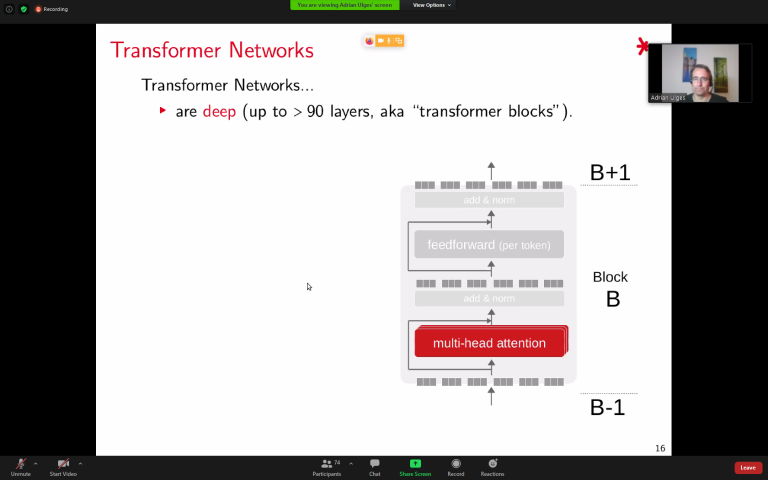 Recording
You are viewing Adrian Ulges' screen
View Options
Transformer Networks
Adrian Ulges
Transformer Networks...
are deep (up to > 90 layers, aka “transformer blocks”).
B+1
add & norm
feedforward (per token)
Block
B
add & norm
multi-head attention
B-1
16
Unmute
Start Video
74
Participants
Chat
Share Screen
Record
Reactions
Leave